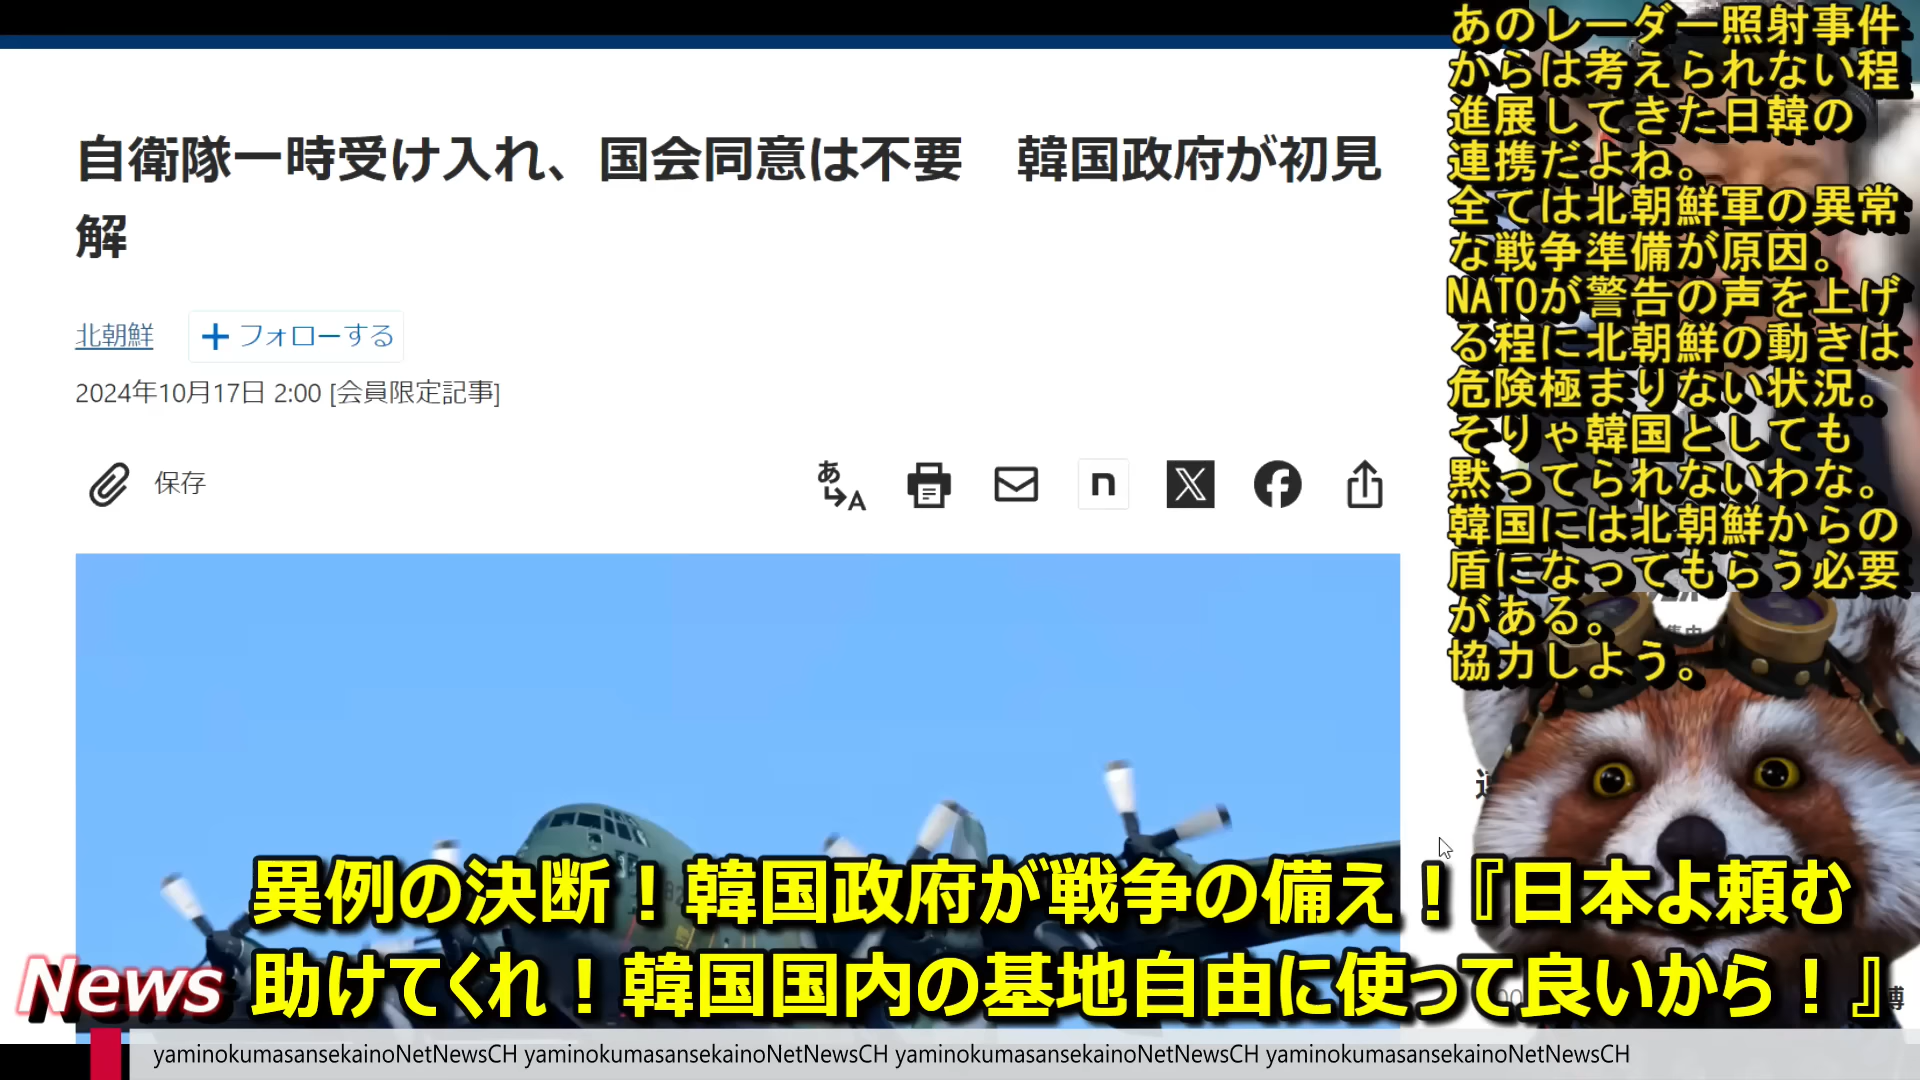 自衛隊一時受け入れ、国会同意は不要　韓国政府が初見
解
北朝鮮
フォローする
2024年10月17日 2:00 [会員限定記事]
保存
あ
A
n
X
あのレーダー照射事件
からは考えられない程
進展してきた日韓の
連携だよね。
全ては北朝鮮軍の異常
な戦争準備が原因。
NATOが警告の声を上げ
る程に北朝鮮の動きは
危険極まりない状況。
そりゃ韓国としても
黙ってられないわな。
韓国には北朝鮮からの
盾になってもらう必要
がある。
協力しよう。
異例の決断！韓国政府が戦争の備え！『日本よ頼む
助けてくれ！韓国国内の基地自由に使って良いから！』
News
yaminokumasansekainoNetNewsCH yaminokumasansekainoNetNewsCH yaminokumasansekainoNetNewsCH yaminokumasansekainoNetNewsCH